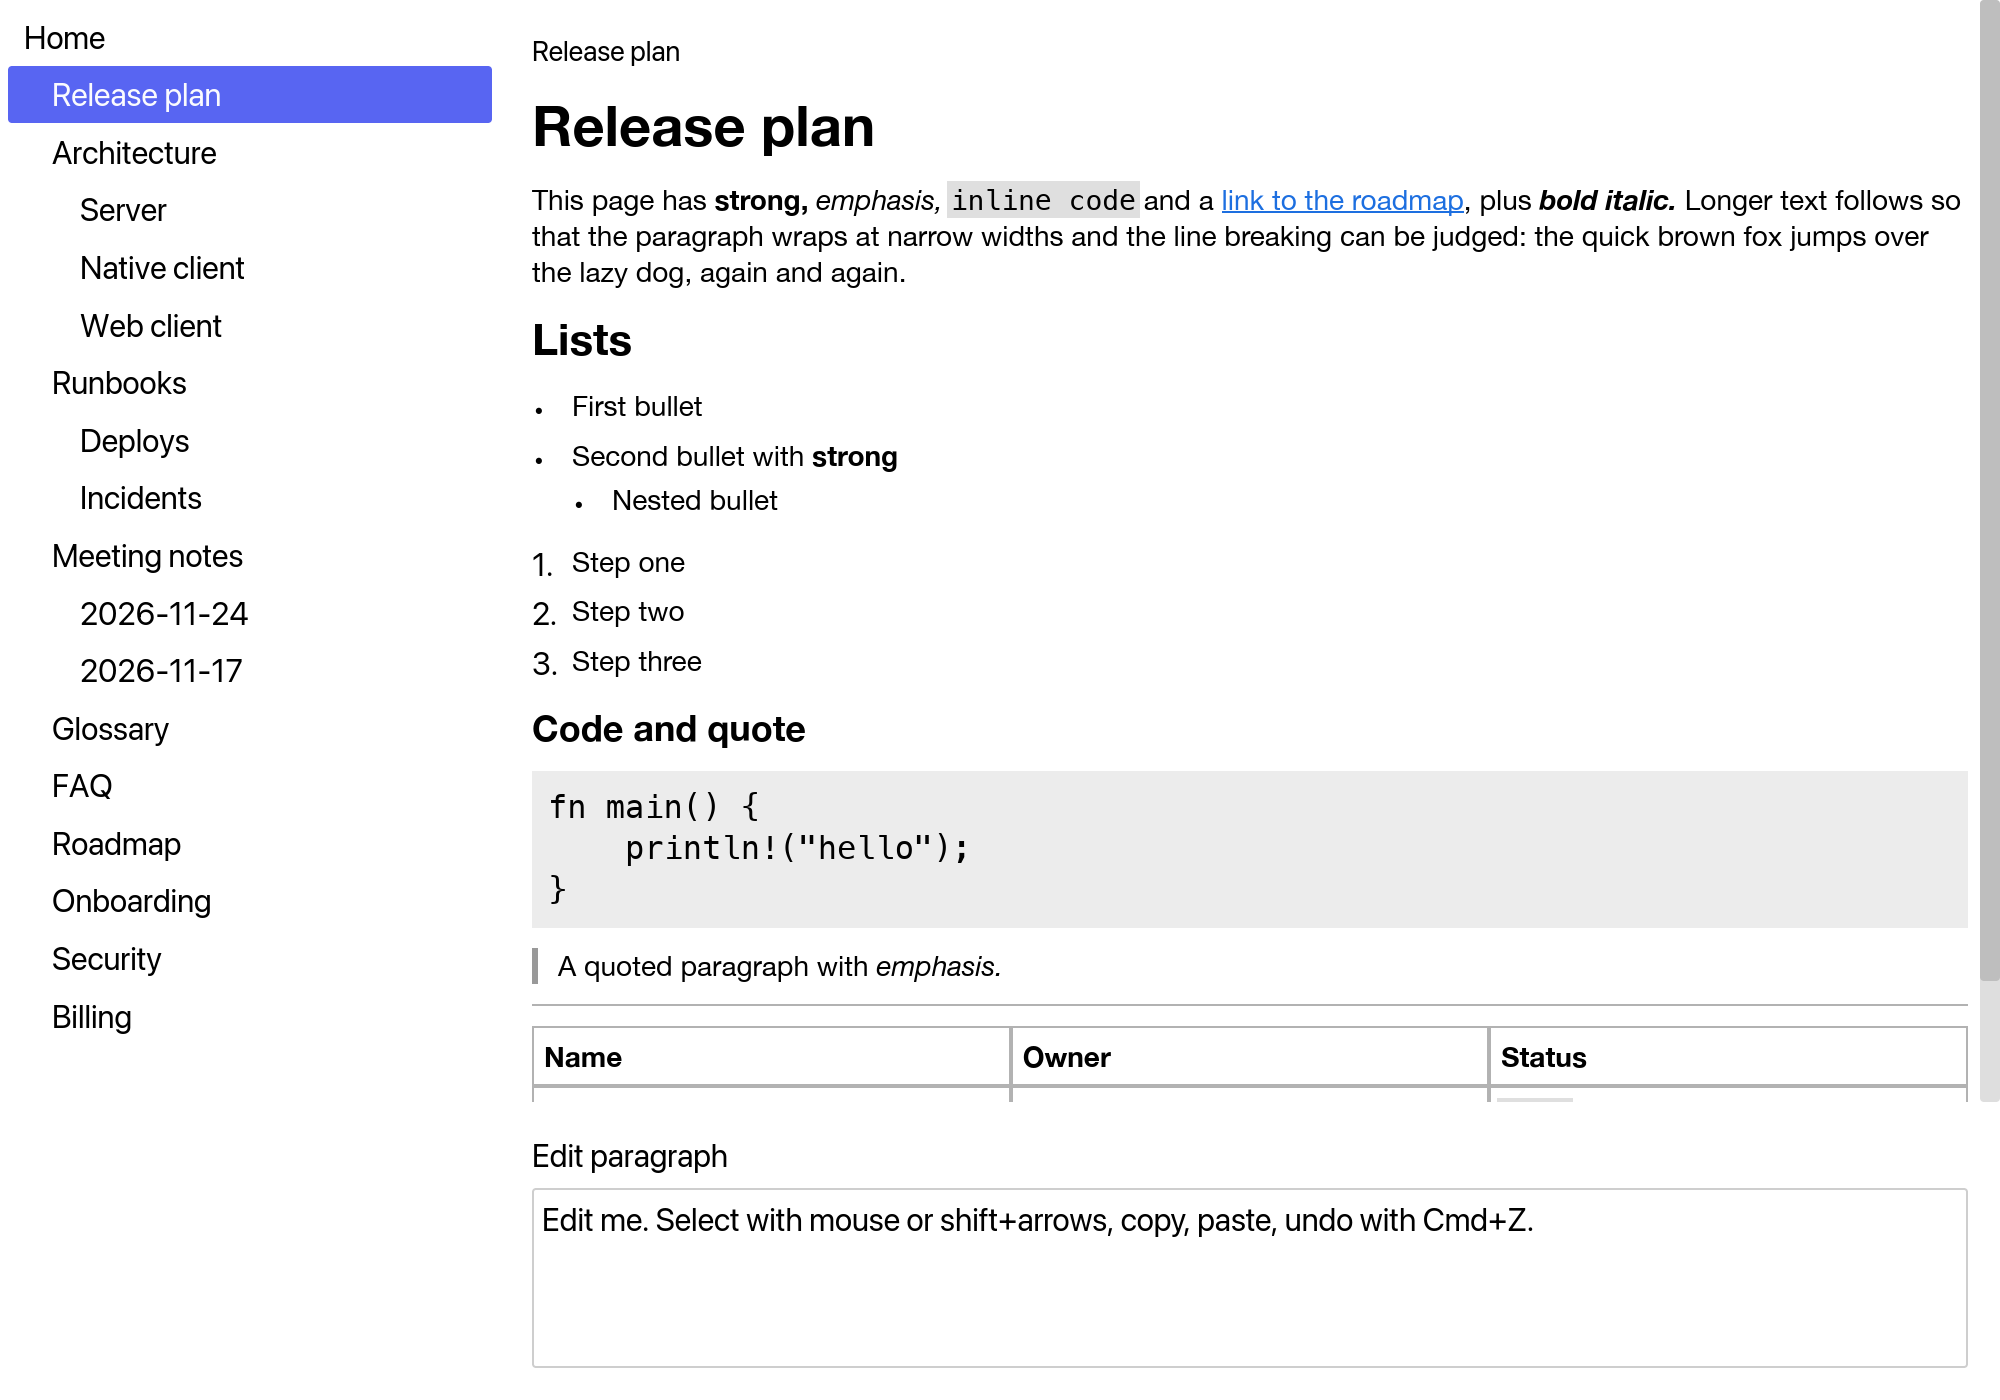 Home
Release plan
Architecture
Server
Native client
Web client
Runbooks
Deploys
Incidents
Meeting notes
2026-11-24
2026-11-17
Glossary
FAQ
Roadmap
Onboarding
Security
Billing
Release plan
Release plan
This page has strong, emphasis, inline code and a link to the roadmap, plus bold italic. Longer text follows so
that the paragraph wraps at narrow widths and the line breaking can be judged: the quick brown fox jumps over
the lazy dog, again and again.
Lists
• First bullet
• Second bullet with strong
• Nested bullet
1. Step one
2. Step two
3. Step three
Code and quote
fn main() {
    println!("hello");
}
A quoted paragraph with emphasis.
Name Owner Status
Edit paragraph
Edit me. Select with mouse or shift+arrows, copy, paste, undo with Cmd+Z.